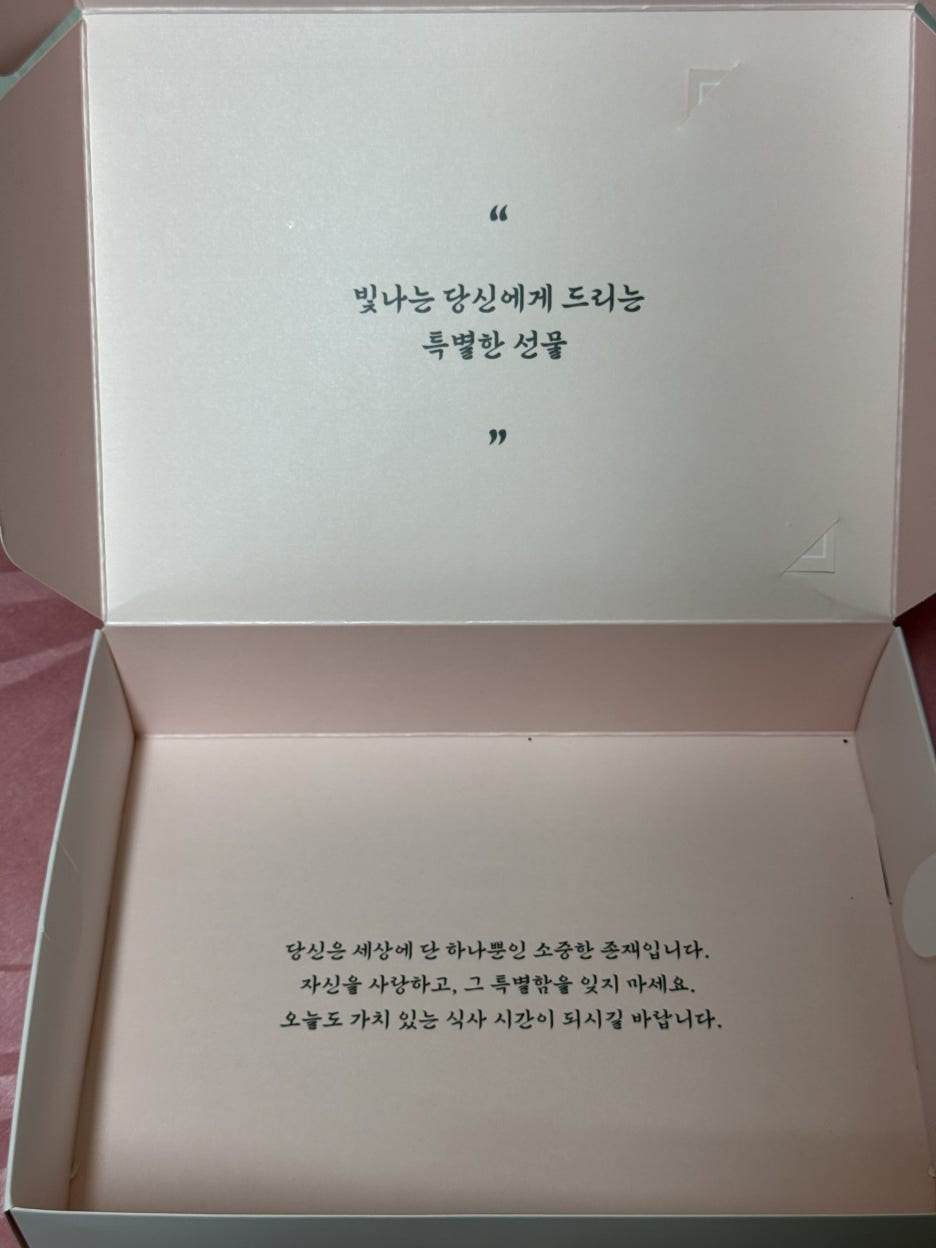 “
빛나는 당신에게 드리는
특별한 선물
”
당신은 세상에 단 하나뿐인 소중한 존재입니다.
자신을 사랑하고, 그 특별함을 잊지 마세요.
오늘도 가치 있는 식사 시간이 되시길 바랍니다.